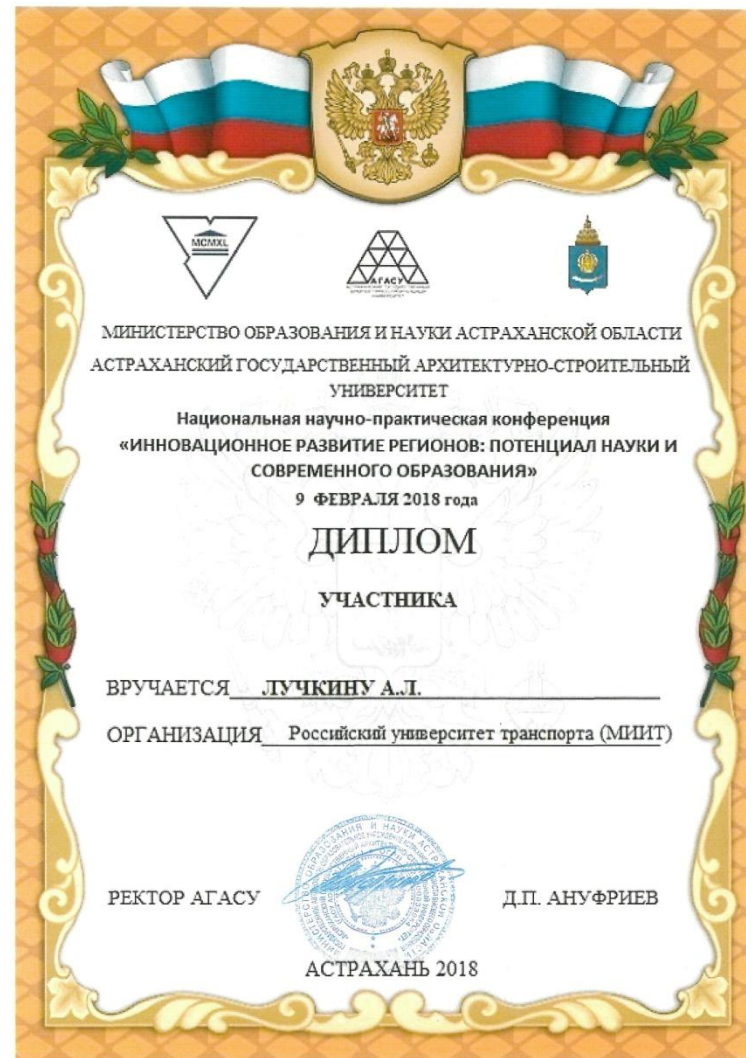 MCMXL
АГАСУ
МИНИСТЕРСТВО ОБРАЗОВАНИЯ И НАУКИ АСТРАХАНСКОЙ ОБЛАСТИ
АСТРАХАНСКИЙ ГОСУДАРСТВЕННЫЙ АРХИТЕКТУРНО-СТРОИТЕЛЬНЫЙ
УНИВЕРСИТЕТ
Национальная научно-практическая конференция
«ИННОВАЦИОННОЕ РАЗВИТИЕ РЕГИОНОВ: ПОТЕНЦИАЛ НАУКИ И
СОВРЕМЕННОГО ОБРАЗОВАНИЯ»
9 ФЕВРАЛЯ 2018 года
ДИПЛОМ
УЧАСТНИКА
ВРУЧАЕТСЯ ЛУЧКИНУ А.Л.
ОРГАНИЗАЦИЯ Российский университет транспорта (МИИТ)
РЕКТОР АГАСУ Д.П. АНУФРИЕВ
АСТРАХАНЬ 2018